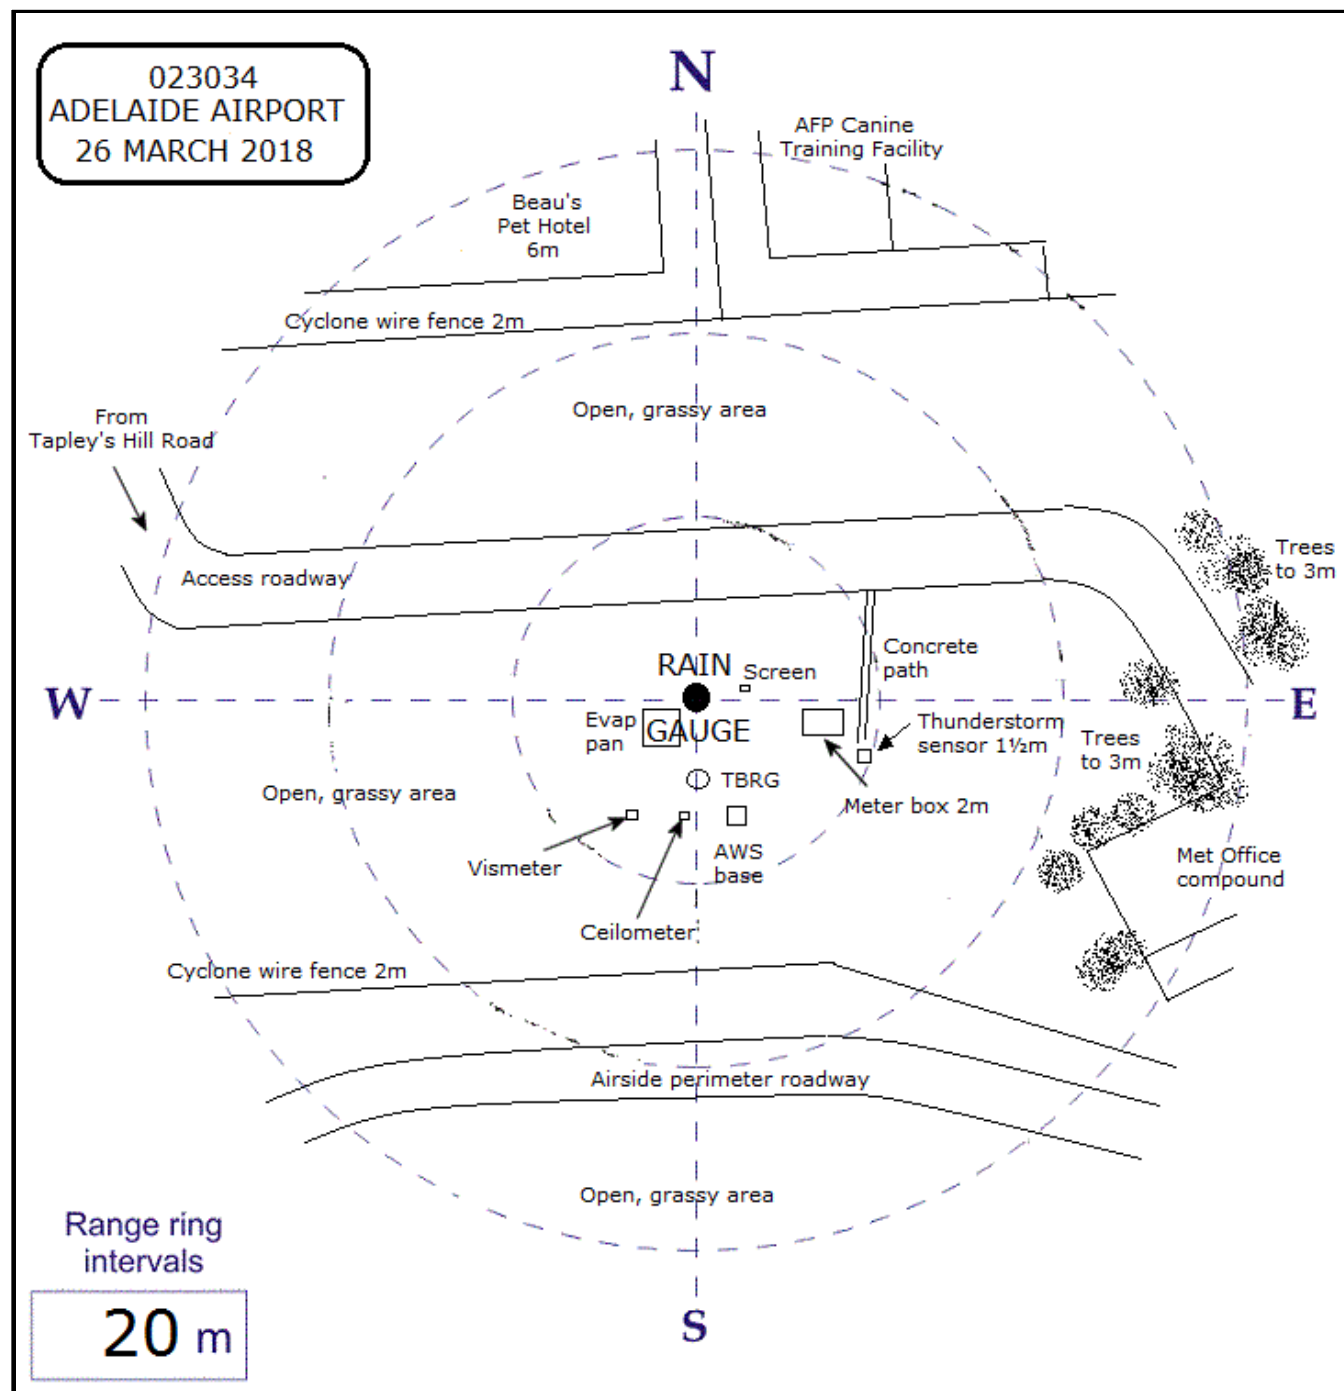 023034
ADELAIDE AIRPORT
26 MARCH 2018
N
AFP Canine
Training Facility
Beau's
Pet Hotel
6m
Cyclone wire fence 2m
From
Tapley's Hill Road
Open, grassy area
Trees
to 3m
Access roadway
Concrete
path
RAIN
GAUGE
Screen
W
E
Evap
pan
Thunderstorm
sensor 1½m
Trees
to 3m
TBRG
Open, grassy area
Meter box 2m
Vismeter
AWS
base
Met Office
compound
Ceilometer
Cyclone wire fence 2m
Airside perimeter roadway
Open, grassy area
Range ring
intervals
20 m
S